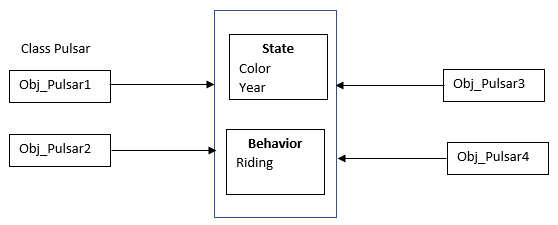 Class Pulsar
Obj_Pulsar1
Obj_Pulsar2
State
Color
Year
Behavior
Riding
Obj_Pulsar3
Obj_Pulsar4